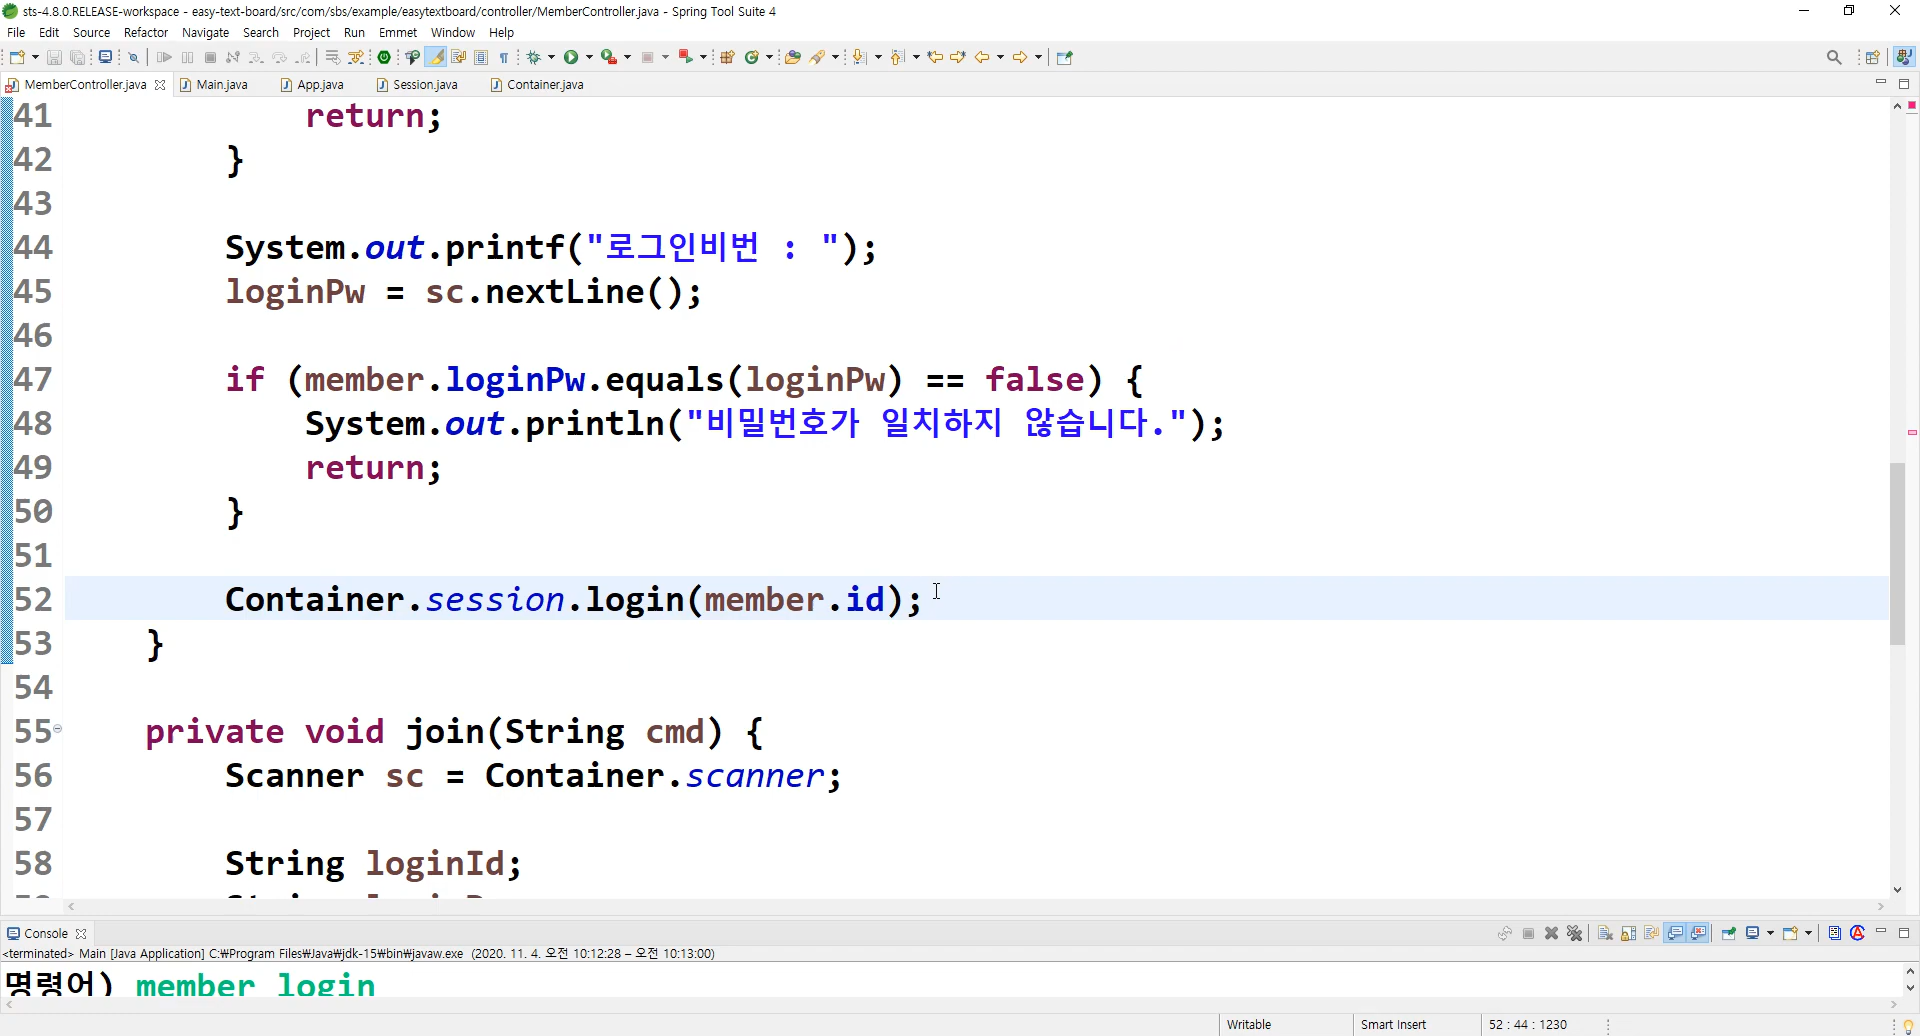 sts-4.8.0.RELEASE-workspace - easy-text-board/src/com/sbs/example/easytextboard/controller/MemberController.java - Spring Tool Suite 4
File Edit Source Refactor Navigate Search Project Run Emmet Window Help
MemberController.java Main.java App.java Session.java Container.java
41 return;
42 }
43
44 System.out.printf("로그인비번 : ");
45 loginPw = sc.nextLine();
46
47 if (member.loginPw.equals(loginPw) == false) {
48 System.out.println("비밀번호가 일치하지 않습니다.");
49 return;
50 }
51
52 Container.session.login(member.id);
53 }
54
55 private void join(String cmd) {
56 Scanner sc = Container.scanner;
57
58 String loginId;
Console
<terminated> Main [Java Application] C:₩Program Files₩Java₩jdk-15₩bin₩javaw.exe (2020. 11. 4. 오전 10:12:28 – 오전 10:13:00)
명령어) member login
Writable Smart Insert 52 : 44 : 1230